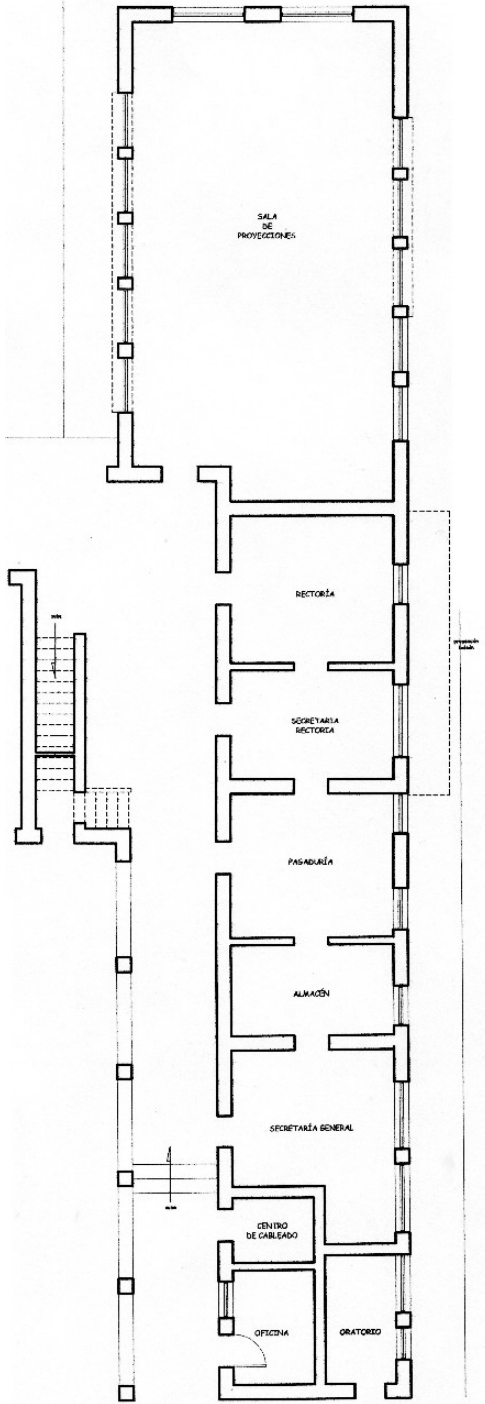 SALA
DE
PROYECCIONES
RECTORÍA
SECRETARIA
RECTORIA
PAGADURÍA
ALMACÉN
SECRETARÍA GENERAL
CENTRO
DE CABLEADO
OFICINA
ORATORIO